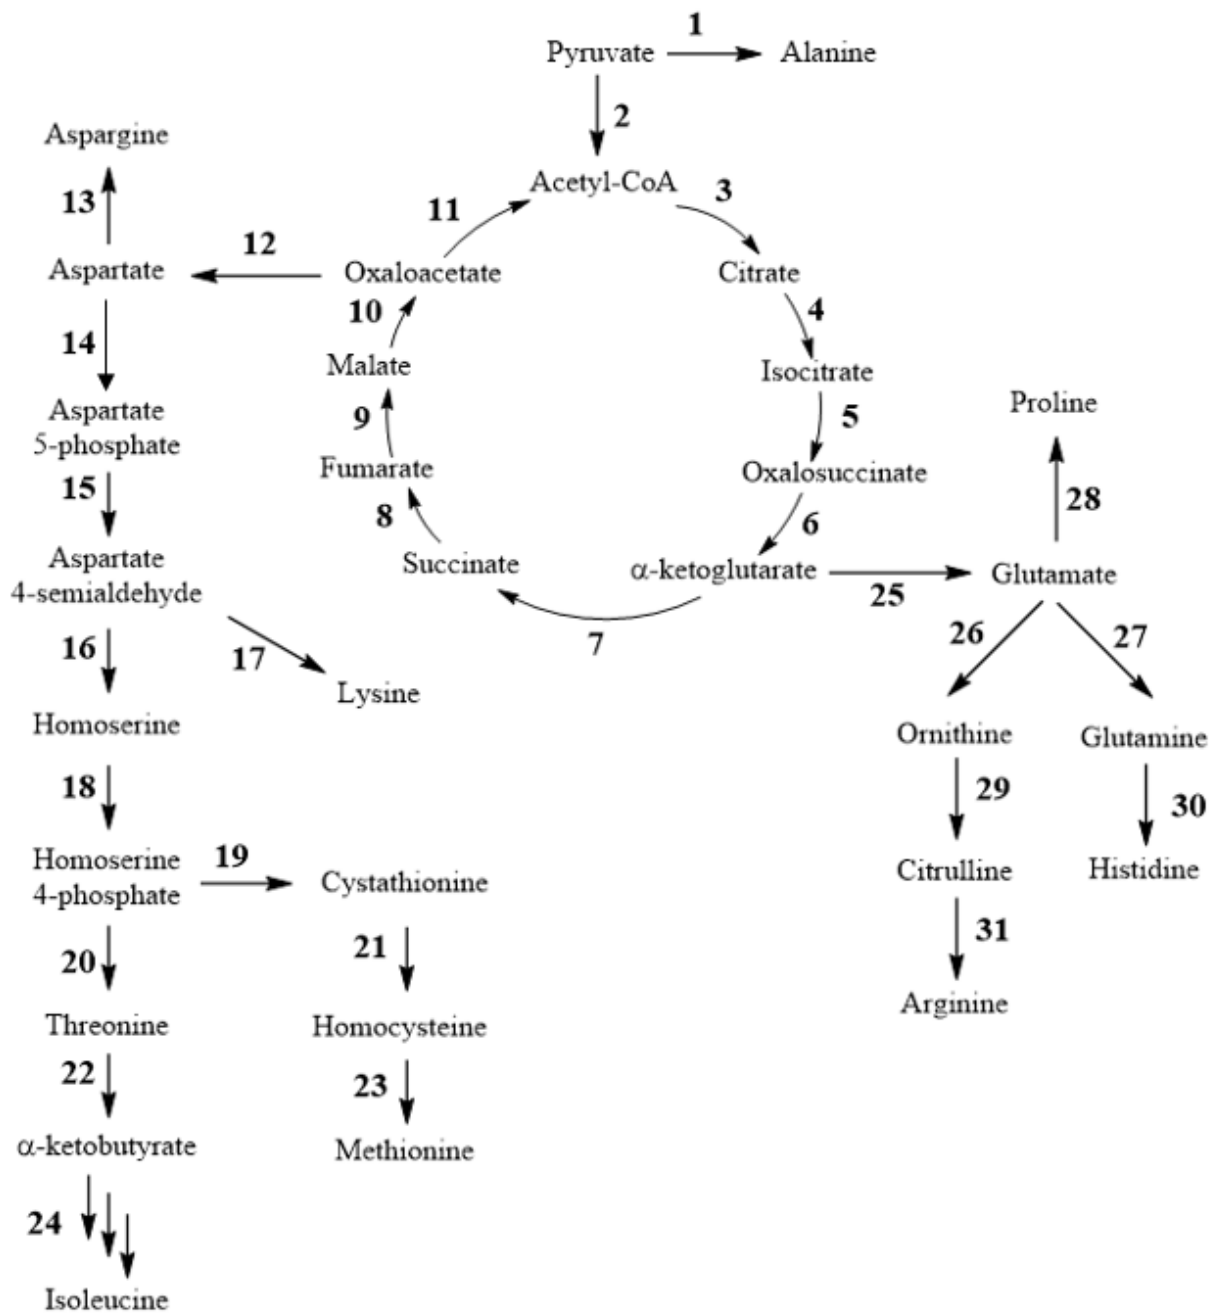 1
Pyruvate
Alanine
2
Aspargine
Acetyl-CoA
3
13
11
12
Aspartate
Oxaloacetate
Citrate
10
4
14
Malate
Isocitrate
Proline
9
5
Aspartate
5-phosphate
Fumarate
Oxalosuccinate
15
8
6
28
Aspartate
4-semialdehyde
Succinate
α-ketoglutarate
25
Glutamate
16
17
7
26
27
Lysine
Homoserine
Ornithine
Glutamine
18
29
30
Homoserine
4-phosphate
19
Cystathionine
Citrulline
Histidine
20
21
31
Arginine
Threonine
Homocysteine
22
23
α-ketobutyrate
Methionine
24
Isoleucine